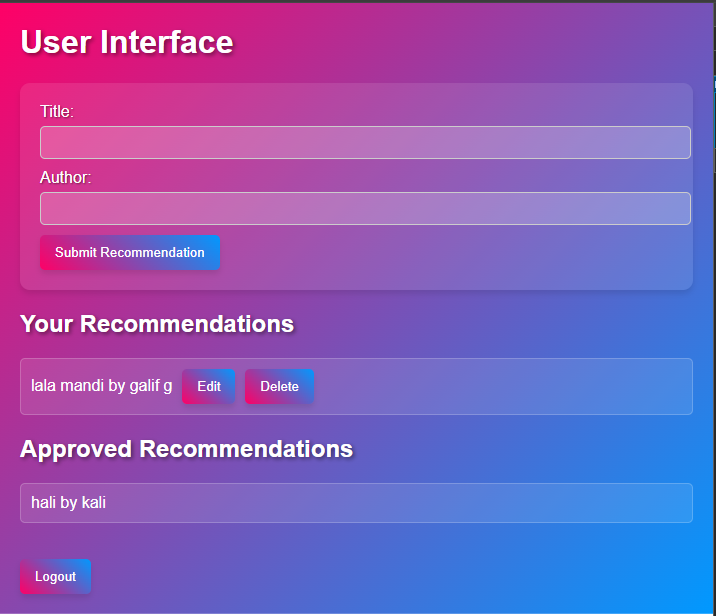 User Interface
Title:
Author:
Submit Recommendation
Your Recommendations
lala mandi by galif g Edit Delete
Approved Recommendations
hali by kali
Logout